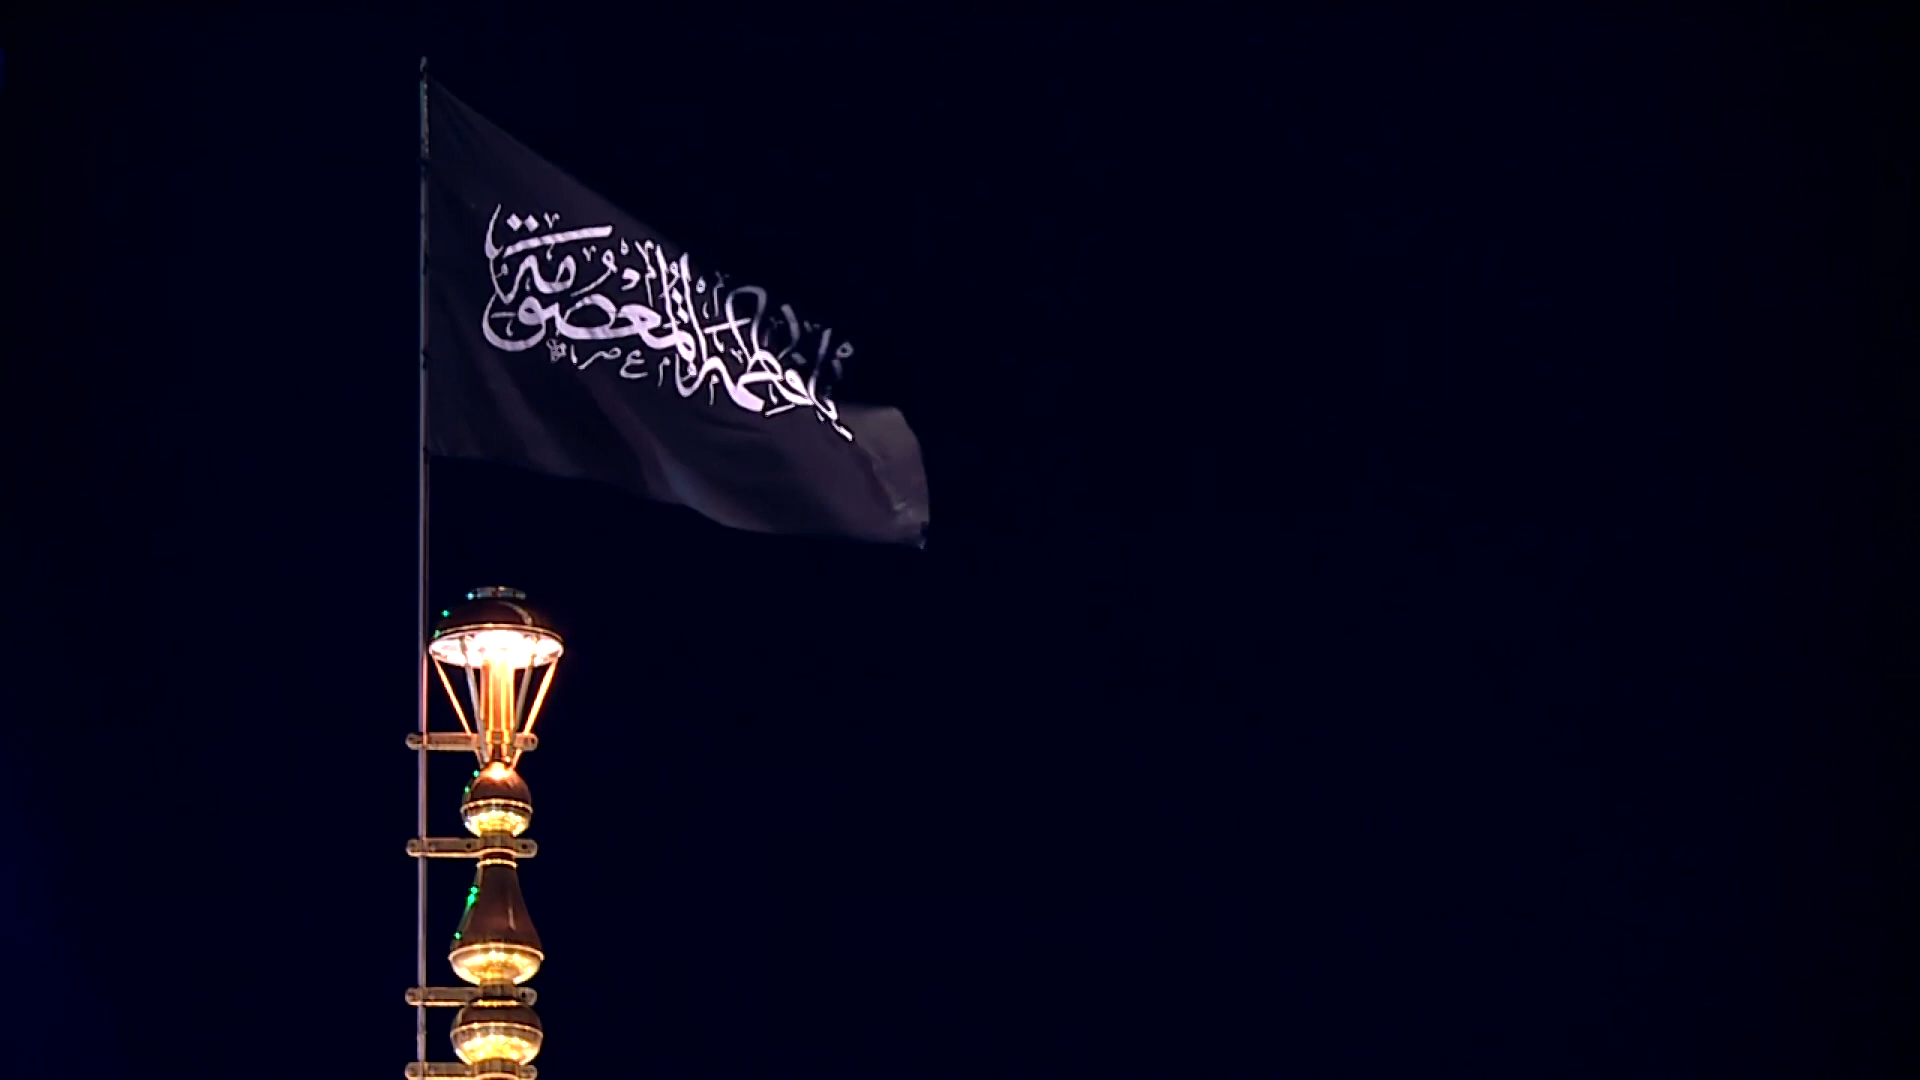 يا فاطمة المعصومة